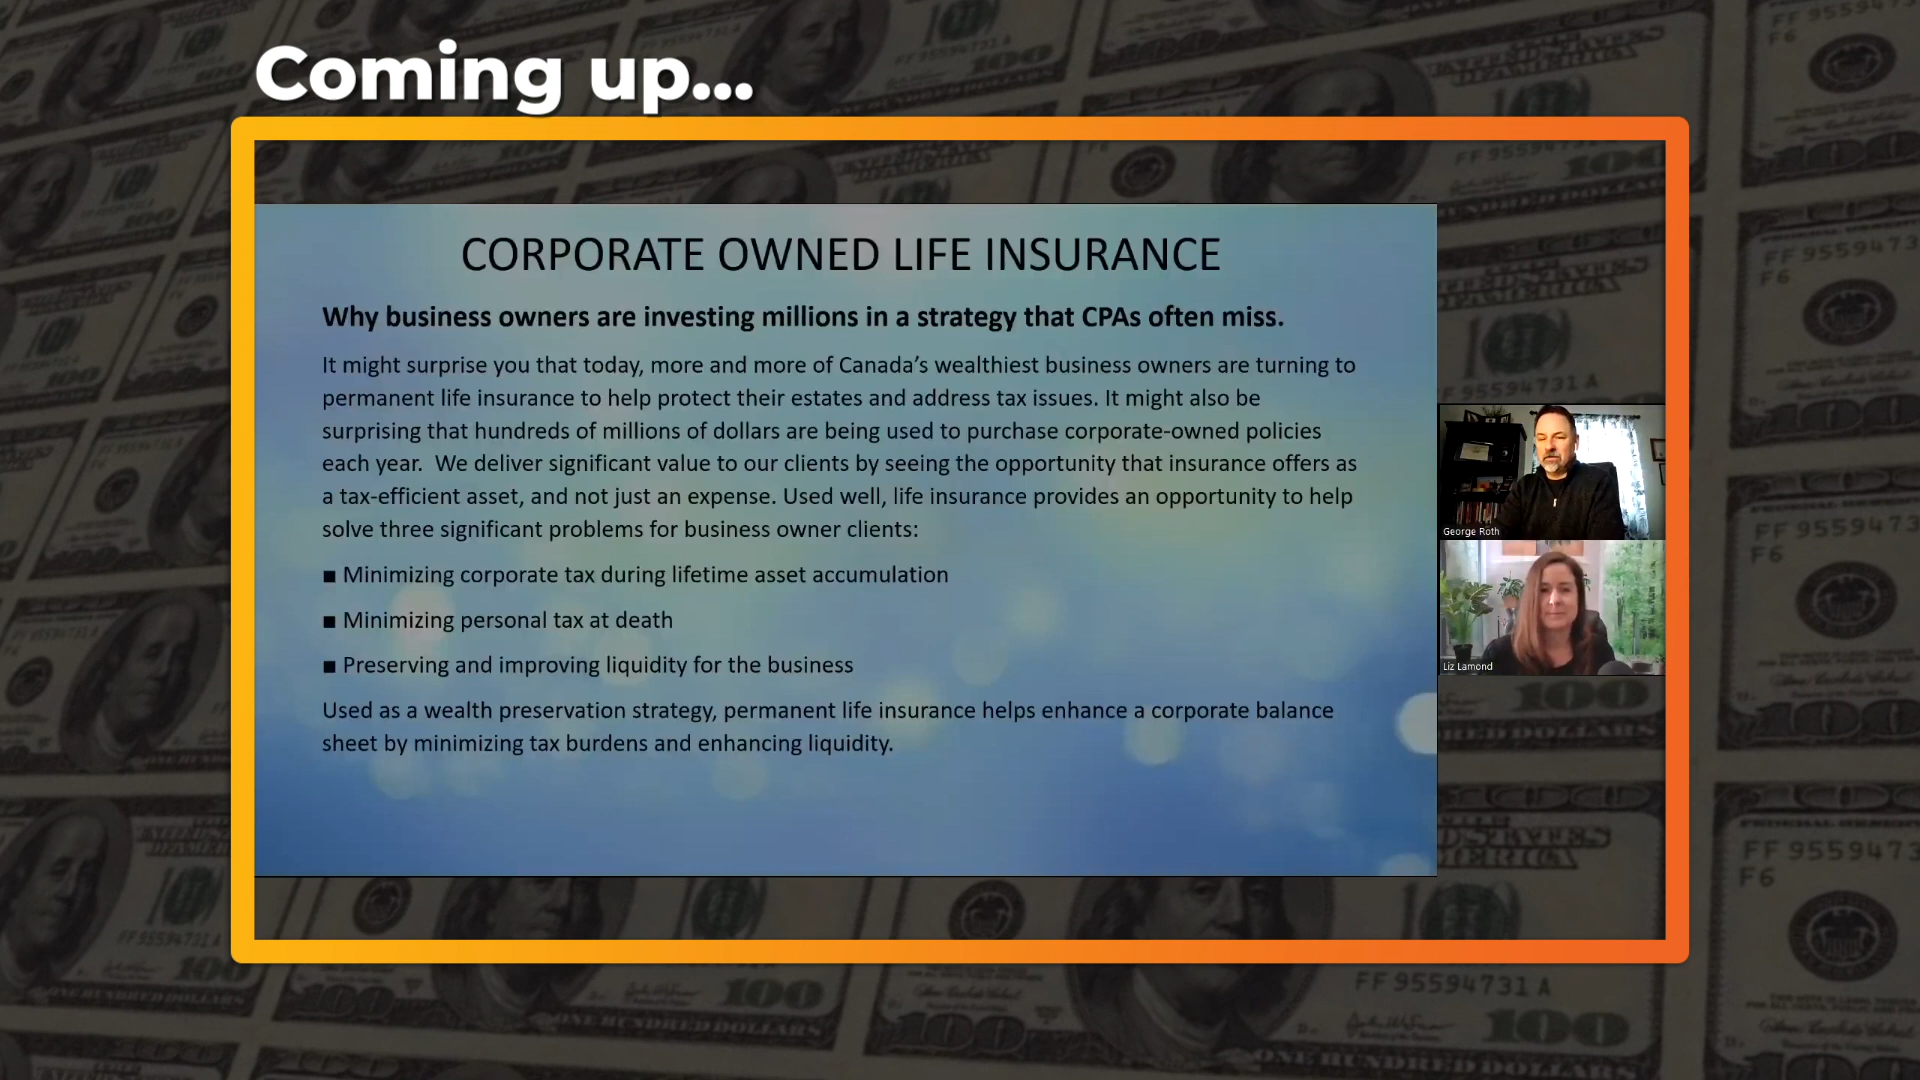 Coming up...
CORPORATE OWNED LIFE INSURANCE
Why business owners are investing millions in a strategy that CPAs often miss.
It might surprise you that today, more and more of Canada’s wealthiest business owners are turning to
permanent life insurance to help protect their estates and address tax issues. It might also be
surprising that hundreds of millions of dollars are being used to purchase corporate-owned policies
each year.  We deliver significant value to our clients by seeing the opportunity that insurance offers as
a tax-efficient asset, and not just an expense. Used well, life insurance provides an opportunity to help
solve three significant problems for business owner clients:
■ Minimizing corporate tax during lifetime asset accumulation
■ Minimizing personal tax at death
■ Preserving and improving liquidity for the business
Used as a wealth preservation strategy, permanent life insurance helps enhance a corporate balance
sheet by minimizing tax burdens and enhancing liquidity.
George Roth
Liz Lamond
FF 95594731 A
100
ONE HUNDRED DOLLARS